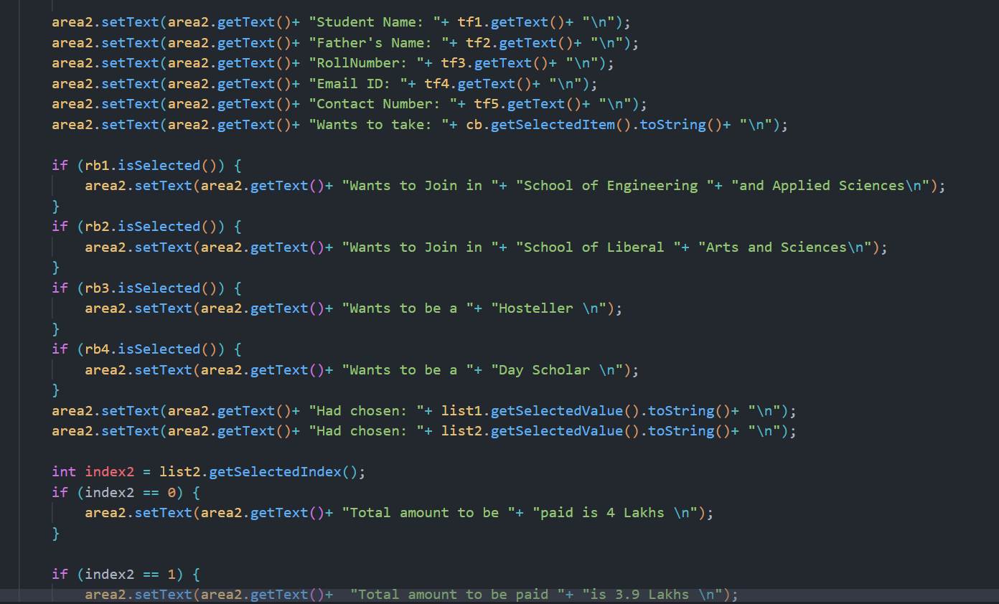 area2.setText(area2.getText()+ "Student Name: "+ tf1.getText()+ "\n");
area2.setText(area2.getText()+ "Father's Name: "+ tf2.getText()+ "\n");
area2.setText(area2.getText()+ "RollNumber: "+ tf3.getText()+ "\n");
area2.setText(area2.getText()+ "Email ID: "+ tf4.getText()+ "\n");
area2.setText(area2.getText()+ "Contact Number: "+ tf5.getText()+ "\n");
area2.setText(area2.getText()+ "Wants to take: "+ cb.getSelectedItem().toString()+ "\n");

if (rb1.isSelected()) {
    area2.setText(area2.getText()+ "Wants to Join in "+ "School of Engineering "+ "and Applied Sciences\n");
}
if (rb2.isSelected()) {
    area2.setText(area2.getText()+ "Wants to Join in "+ "School of Liberal "+ "Arts and Sciences\n");
}
if (rb3.isSelected()) {
    area2.setText(area2.getText()+ "Wants to be a "+ "Hosteller \n");
}
if (rb4.isSelected()) {
    area2.setText(area2.getText()+ "Wants to be a "+ "Day Scholar \n");
}
area2.setText(area2.getText()+ "Had chosen: "+ list1.getSelectedValue().toString()+ "\n");
area2.setText(area2.getText()+ "Had chosen: "+ list2.getSelectedValue().toString()+ "\n");

int index2 = list2.getSelectedIndex();
if (index2 == 0) {
    area2.setText(area2.getText()+ "Total amount to be "+ "paid is 4 Lakhs \n");
}

if (index2 == 1) {
    area2.setText(area2.getText()+  "Total amount to be paid "+ "is 3.9 Lakhs \n");